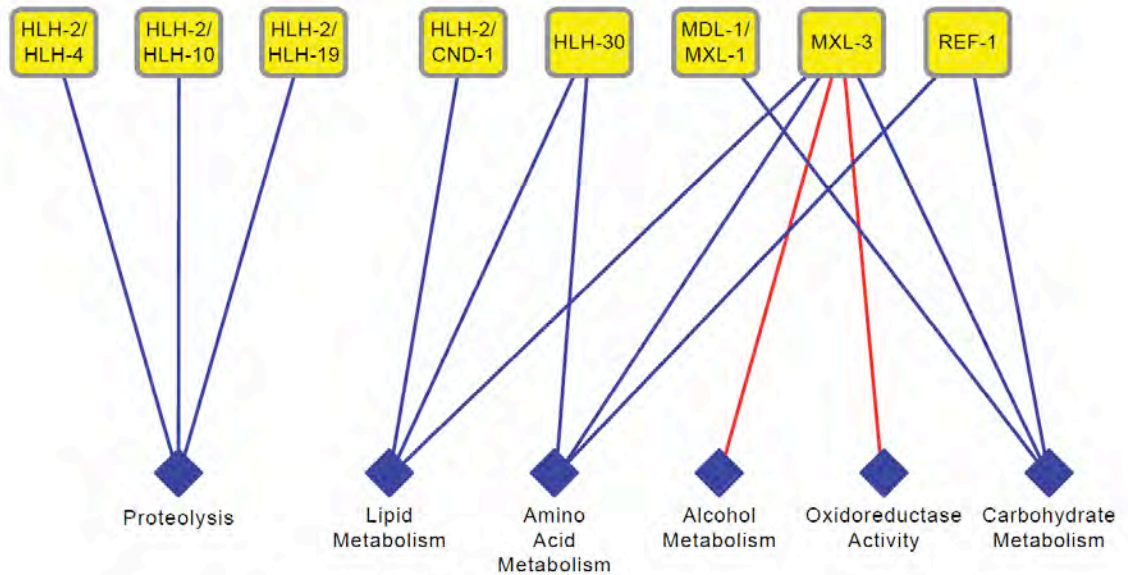 HLH-2/
HLH-4
HLH-2/
HLH-10
HLH-2/
HLH-19
HLH-2/
CND-1
HLH-30
MDL-1/
MXL-1
MXL-3
REF-1
Proteolysis
Lipid
Metabolism
Amino
Acid
Metabolism
Alcohol
Metabolism
Oxidoreductase
Activity
Carbohydrate
Metabolism